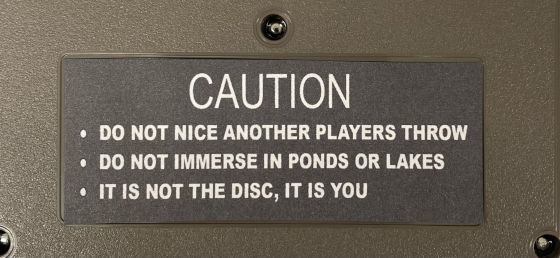 CAUTION
• DO NOT NICE ANOTHER PLAYERS THROW
• DO NOT IMMERSE IN PONDS OR LAKES
• IT IS NOT THE DISC, IT IS YOU